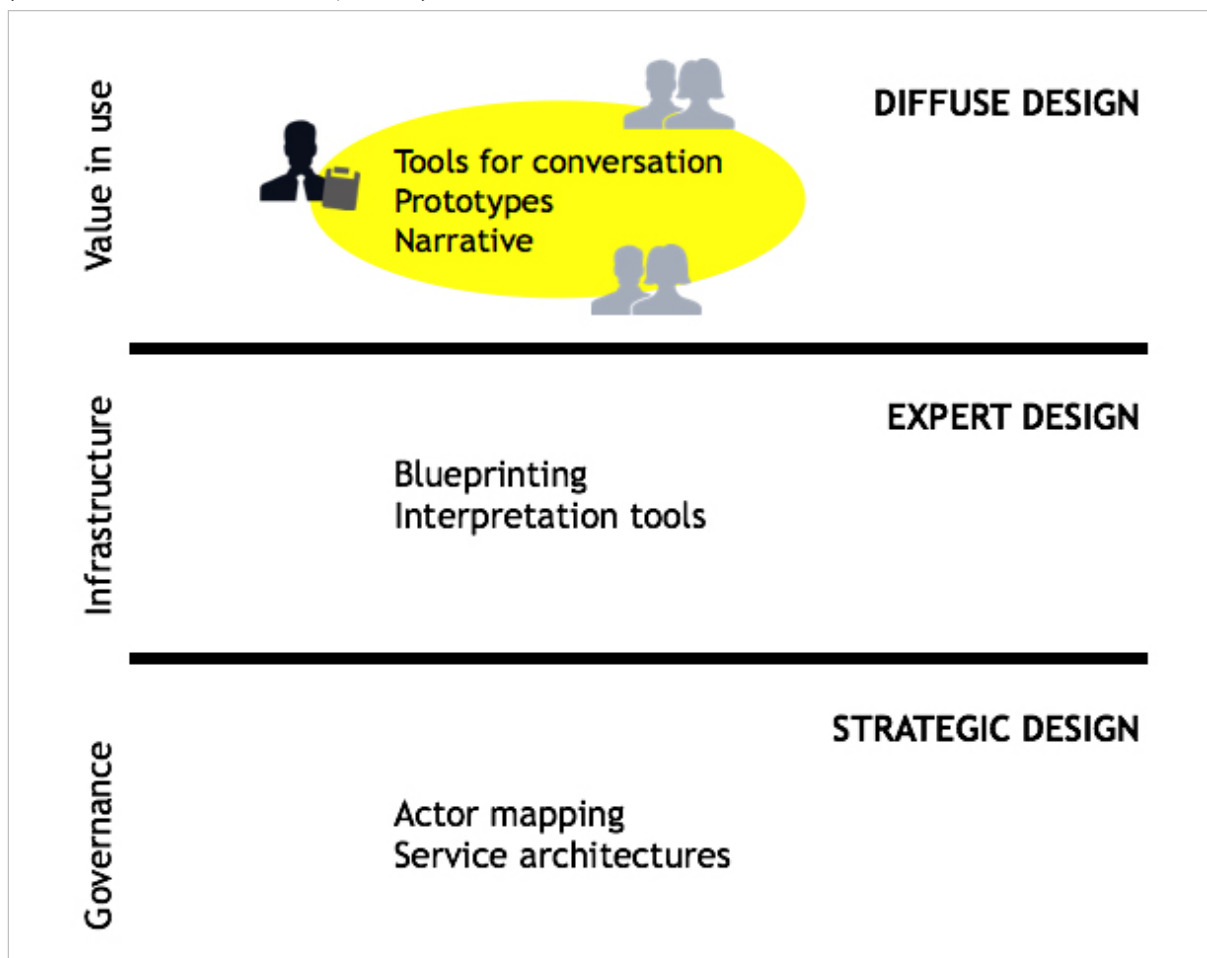 Value in use
DIFFUSE DESIGN
Tools for conversation
Prototypes
Narrative
Infrastructure
EXPERT DESIGN
Blueprinting
Interpretation tools
Governance
STRATEGIC DESIGN
Actor mapping
Service architectures